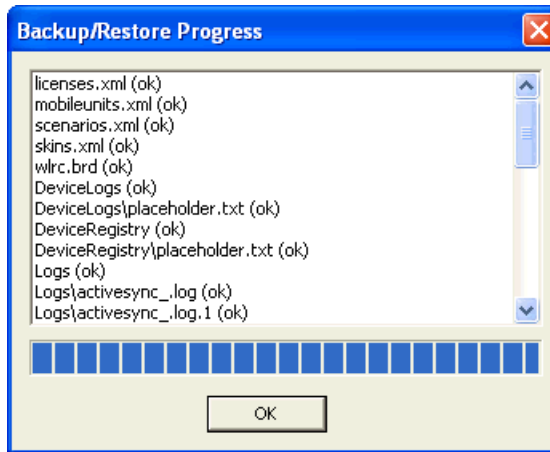 Backup/Restore Progress
licenses.xml (ok)
mobileunits.xml (ok)
scenarios.xml (ok)
skins.xml (ok)
wlrc.brd (ok)
DeviceLogs (ok)
DeviceLogs\placeholder.txt (ok)
DeviceRegistry (ok)
DeviceRegistry\placeholder.txt (ok)
Logs (ok)
Logs\activesync_.log (ok)
Logs\activesync_.log.1 (ok)
OK